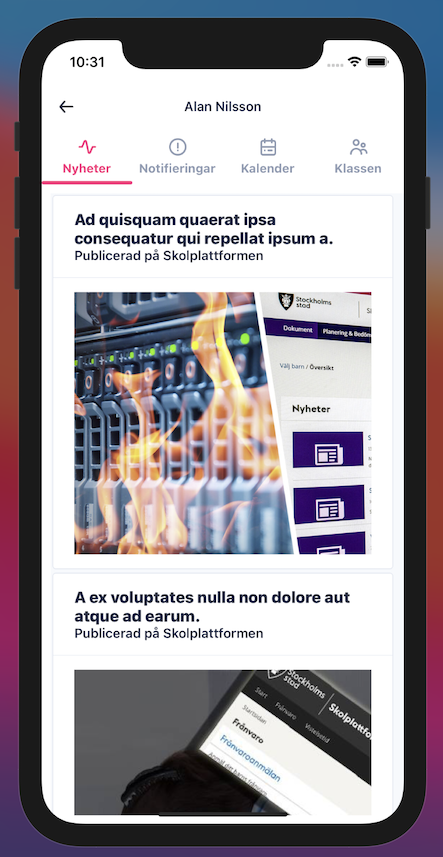 10:31
Alan Nilsson
Nyheter Notifieringar Kalender Klassen
Ad quisquam quaerat ipsa
consequatur qui repellat ipsum a.
Publicerad på Skolplattformen
Stockholms
stad
Dokument Planering & Bedön
Välj barn / Översikt
Nyheter
A ex voluptates nulla non dolore aut
atque ad earum.
Publicerad på Skolplattformen
Stockholms
stad
Skolplattfo
Start Frånvaro
Startsidan
Frånvaro
Frånvaroanmälan